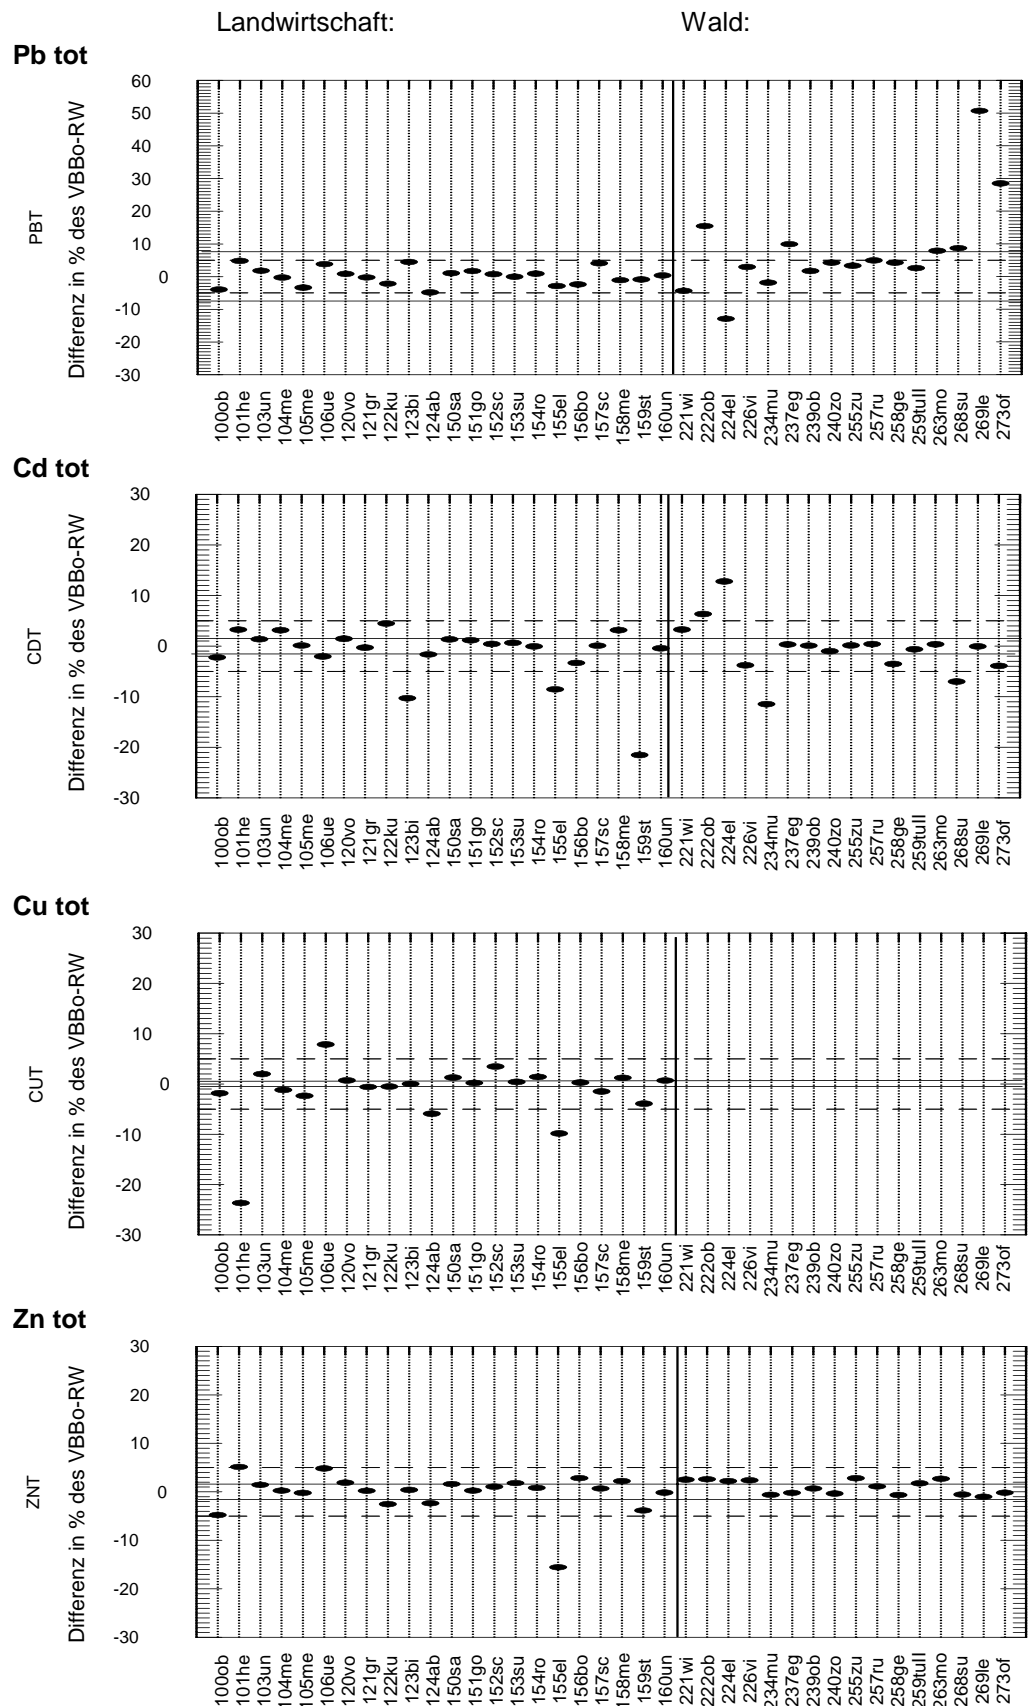 Landwirtschaft: Wald:
Pb tot
60
50
40
30
20
10
0
-10
-20
-30
PBT
Differenz in % des VBBo-RW
100ob 101he 103un 104me 105me 106ue 120vo 121gr 122ku 123bi 124ab 150sa 151go 152sc 153su 154ro 155el 156bo 157sc 158me 159st 160un 221wi 222ob 224el 226vi 234mu 237eg 239ob 240zo 255zu 257ru 258ge 259tull 263mo 268su 269le 273of
Cd tot
30
20
10
0
-10
-20
-30
CDT
Differenz in % des VBBo-RW
100ob 101he 103un 104me 105me 106ue 120vo 121gr 122ku 123bi 124ab 150sa 151go 152sc 153su 154ro 155el 156bo 157sc 158me 159st 160un 221wi 222ob 224el 226vi 234mu 237eg 239ob 240zo 255zu 257ru 258ge 259tull 263mo 268su 269le 273of
Cu tot
30
20
10
0
-10
-20
-30
CUT
Differenz in % des VBBo-RW
100ob 101he 103un 104me 105me 106ue 120vo 121gr 122ku 123bi 124ab 150sa 151go 152sc 153su 154ro 155el 156bo 157sc 158me 159st 160un 221wi 222ob 224el 226vi 234mu 237eg 239ob 240zo 255zu 257ru 258ge 259tull 263mo 268su 269le 273of
Zn tot
30
20
10
0
-10
-20
-30
ZNT
Differenz in % des VBBo-RW
100ob 101he 103un 104me 105me 106ue 120vo 121gr 122ku 123bi 124ab 150sa 151go 152sc 153su 154ro 155el 156bo 157sc 158me 159st 160un 221wi 222ob 224el 226vi 234mu 237eg 239ob 240zo 255zu 257ru 258ge 259tull 263mo 268su 269le 273of